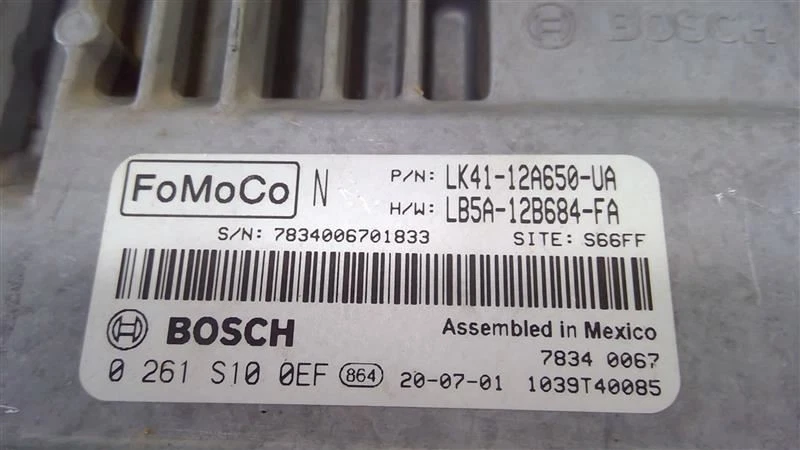 BOSCH
FoMoCo N P/N: LK41-12A650-UA
H/W: LB5A-12B684-FA
S/N: 7834006701833 SITE: S66FF
BOSCH Assembled in Mexico
7834 0067
0 261 S10 0EF 864 20-07-01 1039T40085